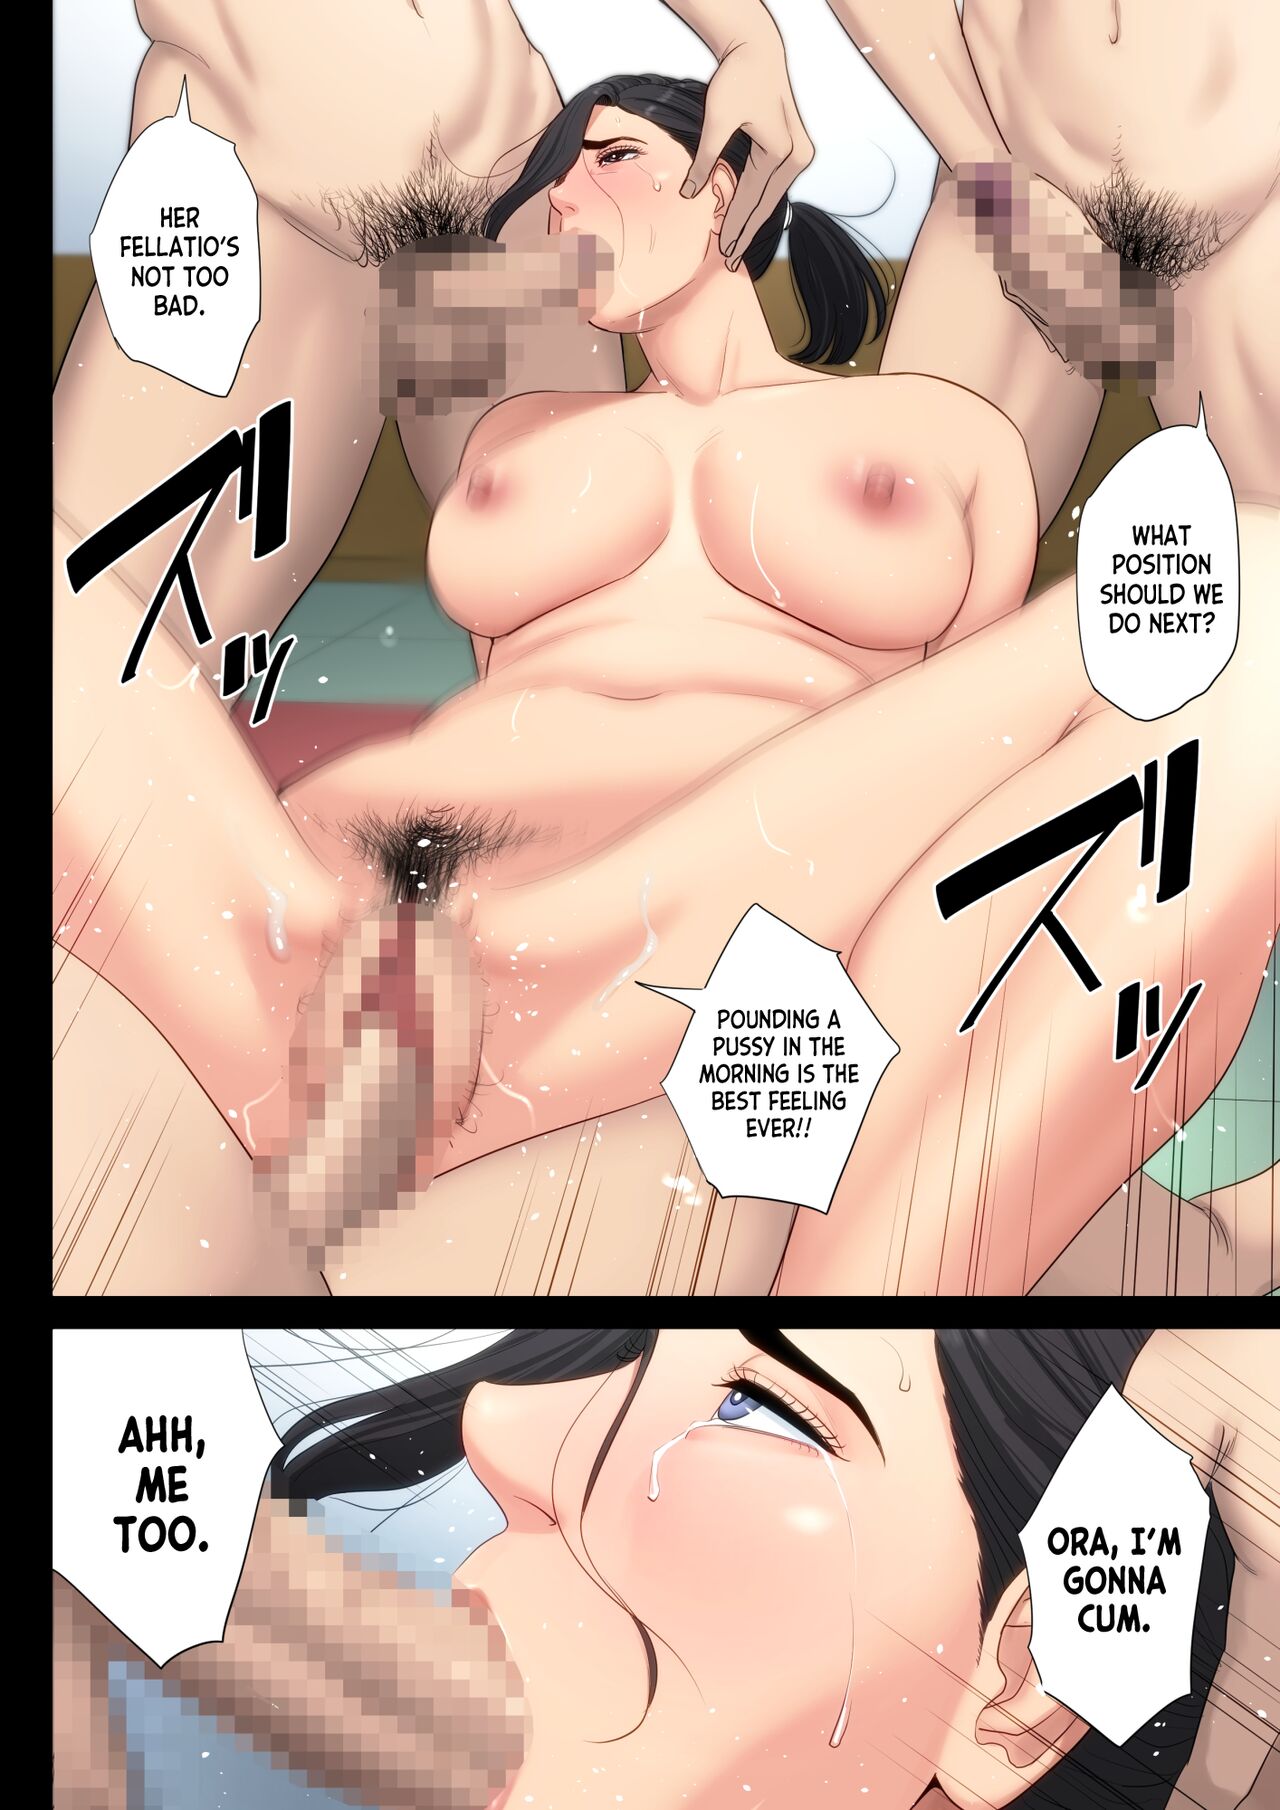 HER
FELLATIO'S
NOT TOO
BAD.
WHAT
POSITION
SHOULD WE
DO NEXT?
ズッ
ズッ
POUNDING A
PUSSY IN THE
MORNING IS THE
BEST FEELING
EVER!!
AHH,
ME
TOO.
ORA, I'M
GONNA
CUM.